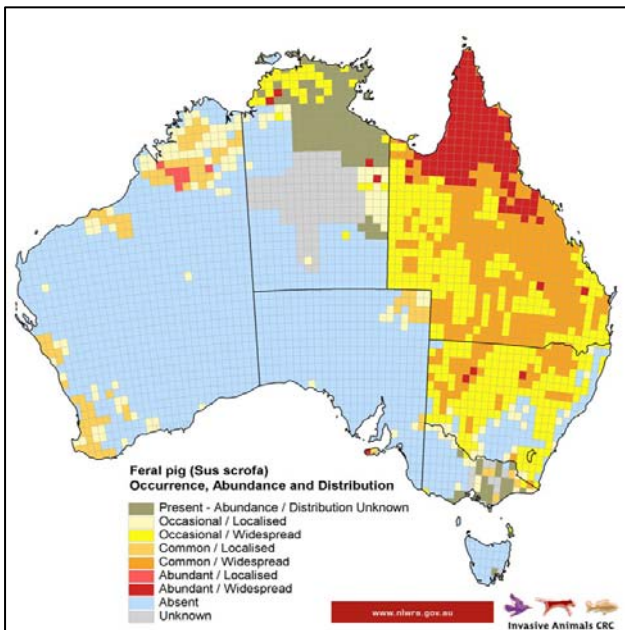 Feral pig (Sus scrofa)
Occurrence, Abundance and Distribution
Present - Abundance / Distribution Unknown
Occasional / Localised
Occasional / Widespread
Common / Localised
Common / Widespread
Abundant / Localised
Abundant / Widespread
Absent
Unknown
www.nlwra.gov.au
Invasive Animals CRC